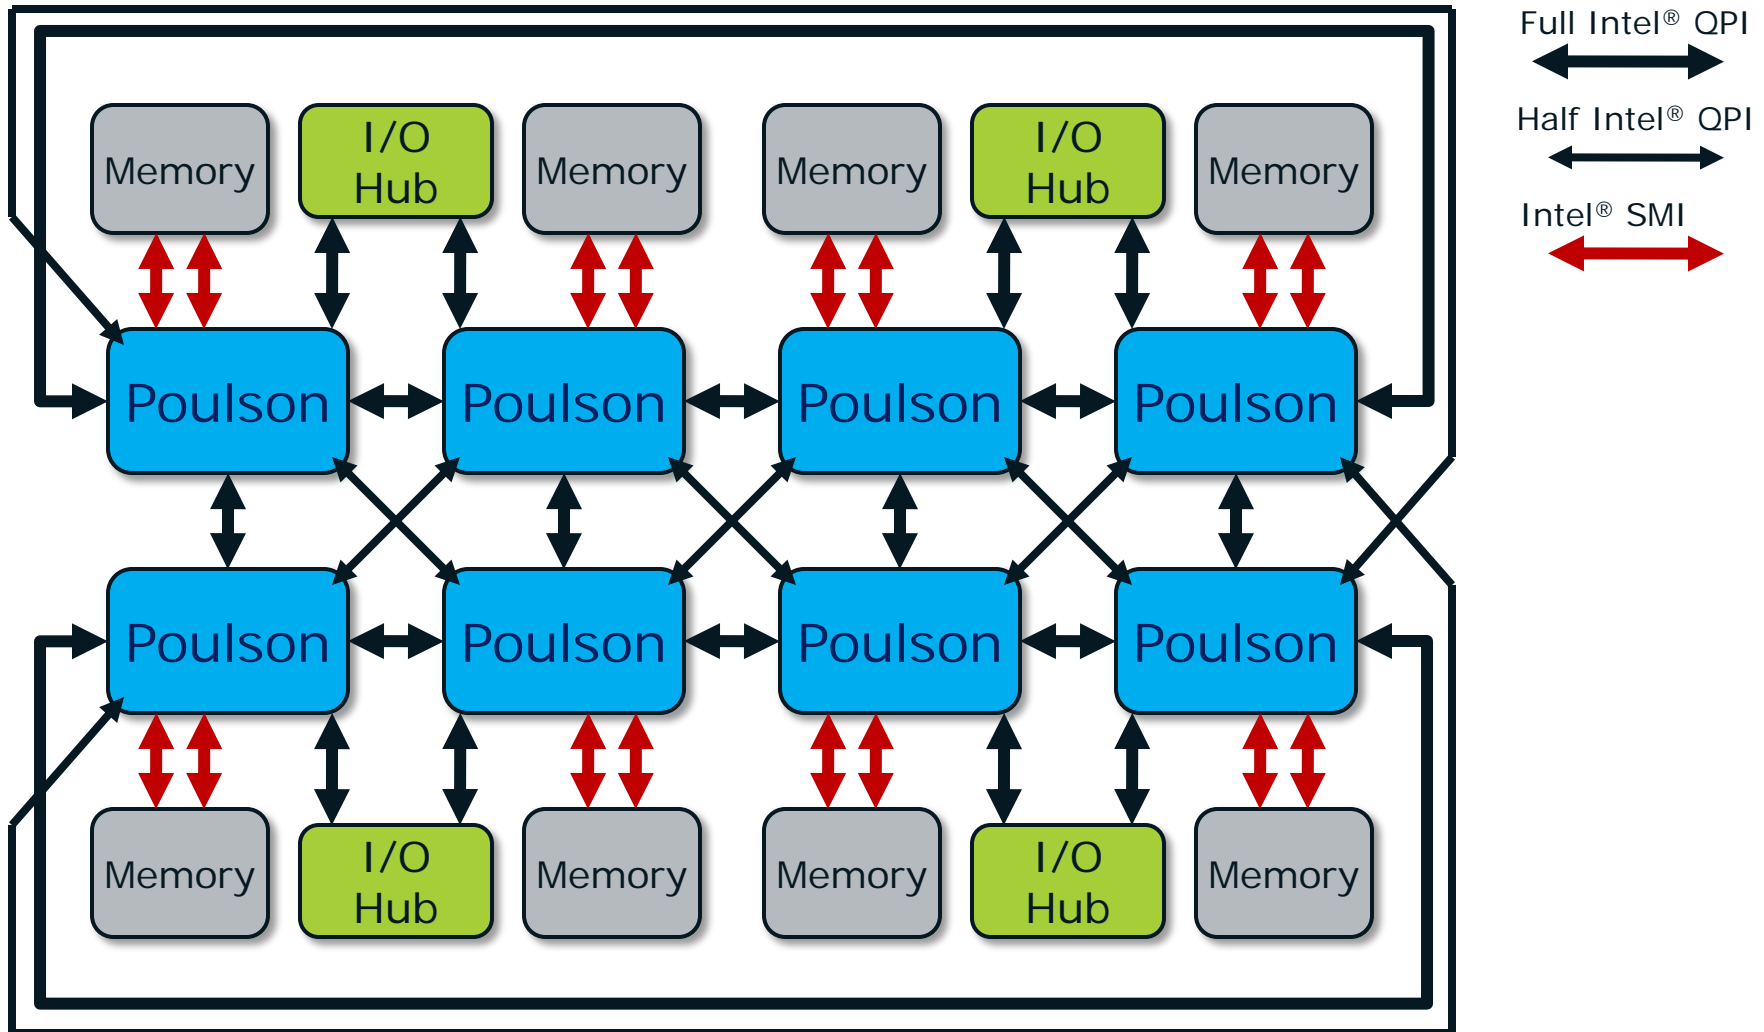 Full Intel® QPI
Half Intel® QPI
Intel® SMI
Memory
I/O
Hub
Memory
Memory
I/O
Hub
Memory
Poulson
Poulson
Poulson
Poulson
Poulson
Poulson
Poulson
Poulson
Memory
I/O
Hub
Memory
Memory
I/O
Hub
Memory